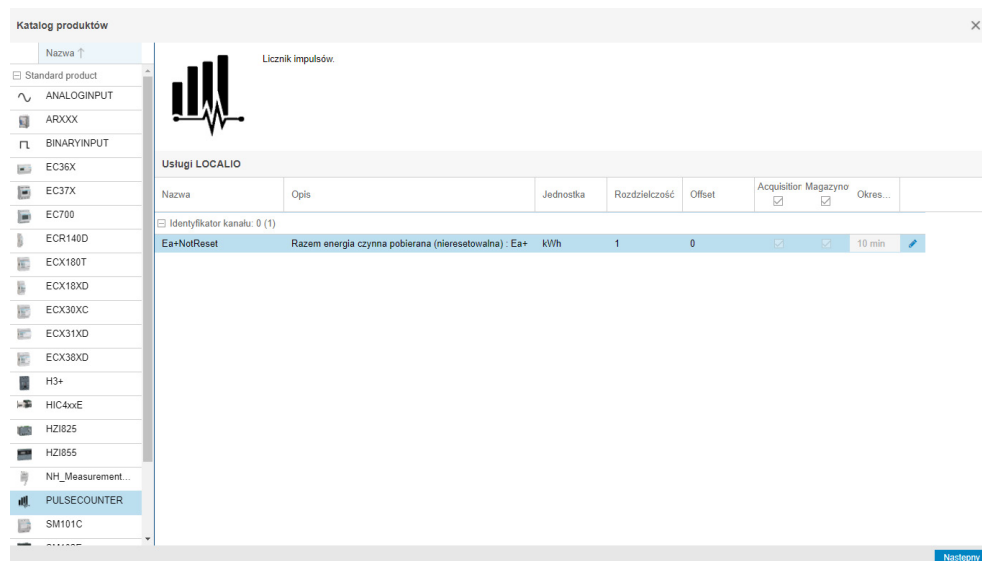 Katalog produktów
Nazwa
Licznik impulsów.
Standard product
ANALOGINPUT
ARXXX
BINARYINPUT
EC36X
EC37X
EC700
ECR140D
ECX180T
ECX18XD
ECX30XC
ECX31XD
ECX38XD
H3+
HIC4xxE
HZI825
HZI855
NH_Measurement...
PULSECOUNTER
SM101C
Usługi LOCALIO
Nazwa Opis Jednostka Rozdzielczość Offset Acquisitior Magazyno Okres...
Identyfikator kanału: 0 (1)
Ea+NotReset Razem energia czynna pobierana (nieresetowalna) : Ea+ kWh 1 0 10 min
Następny